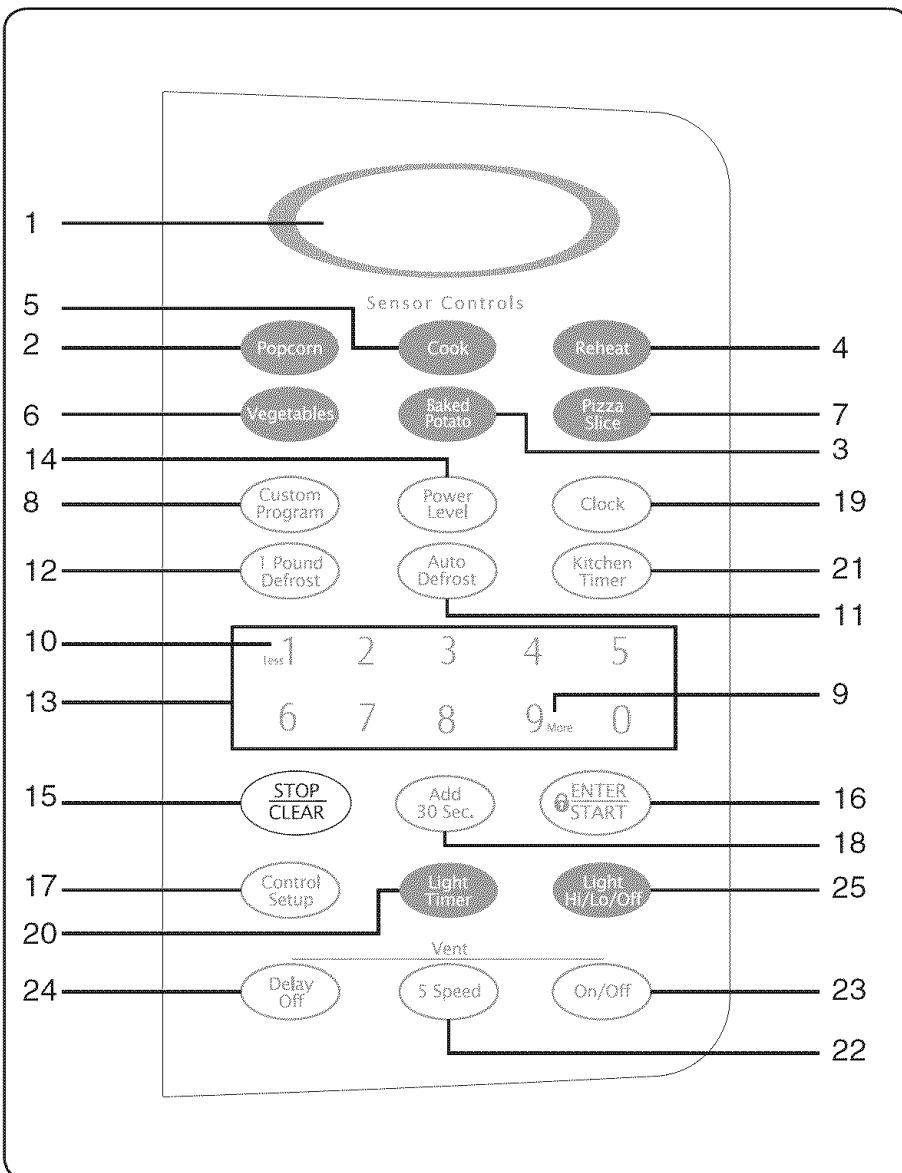 1
Sensor Controls
5
2 Popcorn Cook Reheat 4
6 Vegetables Baked Potato Pizza Slice 7
3
14
8 Custom Program Power Level Clock 19
12 1 Pound Defrost Auto Defrost Kitchen Timer 21
11
10 Less 1 2 3 4 5
13 6 7 8 9 More 0 9
15 STOP CLEAR Add 30 Sec. ENTER START 16
18
17 Control Setup Light Timer Light Hi/Lo/Off 25
20
Vent
24 Delay Off 5 Speed On/Off 23
22